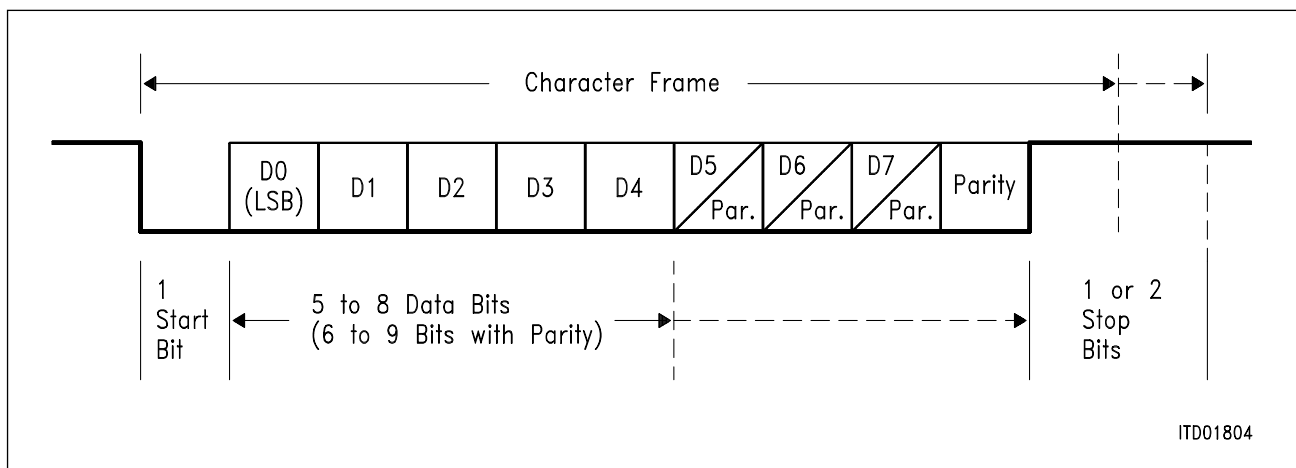 Character Frame
D0
(LSB)
D1
D2
D3
D4
D5
Par.
D6
Par.
D7
Par.
Parity
1
Start
Bit
5 to 8 Data Bits
(6 to 9 Bits with Parity)
1 or 2
Stop
Bits
ITD01804